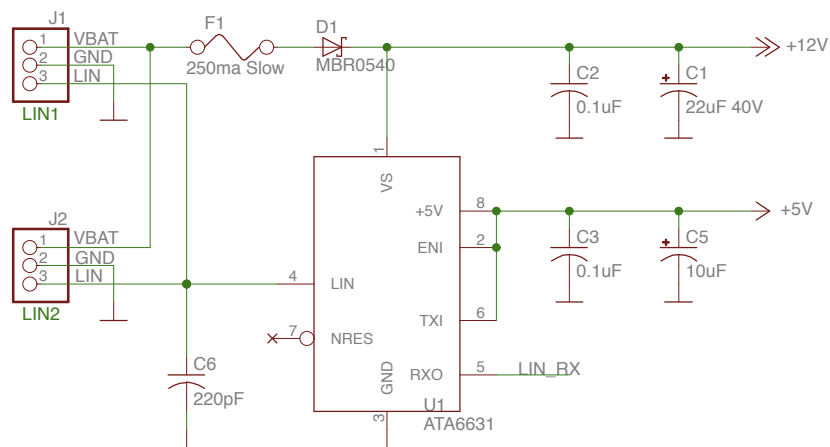 J1
1 VBAT
2 GND
3 LIN
LIN1
F1
250ma Slow
D1
MBR0540
+12V
C2
0.1uF
C1
+
22uF 40V
J2
1 VBAT
2 GND
3 LIN
LIN2
1
VS
+5V 8
ENI 2
TXI 6
RXO 5
LIN_RX
4 LIN
7 NRES
GND
3
U1
ATA6631
+5V
C3
0.1uF
C5
+
10uF
C6
220pF